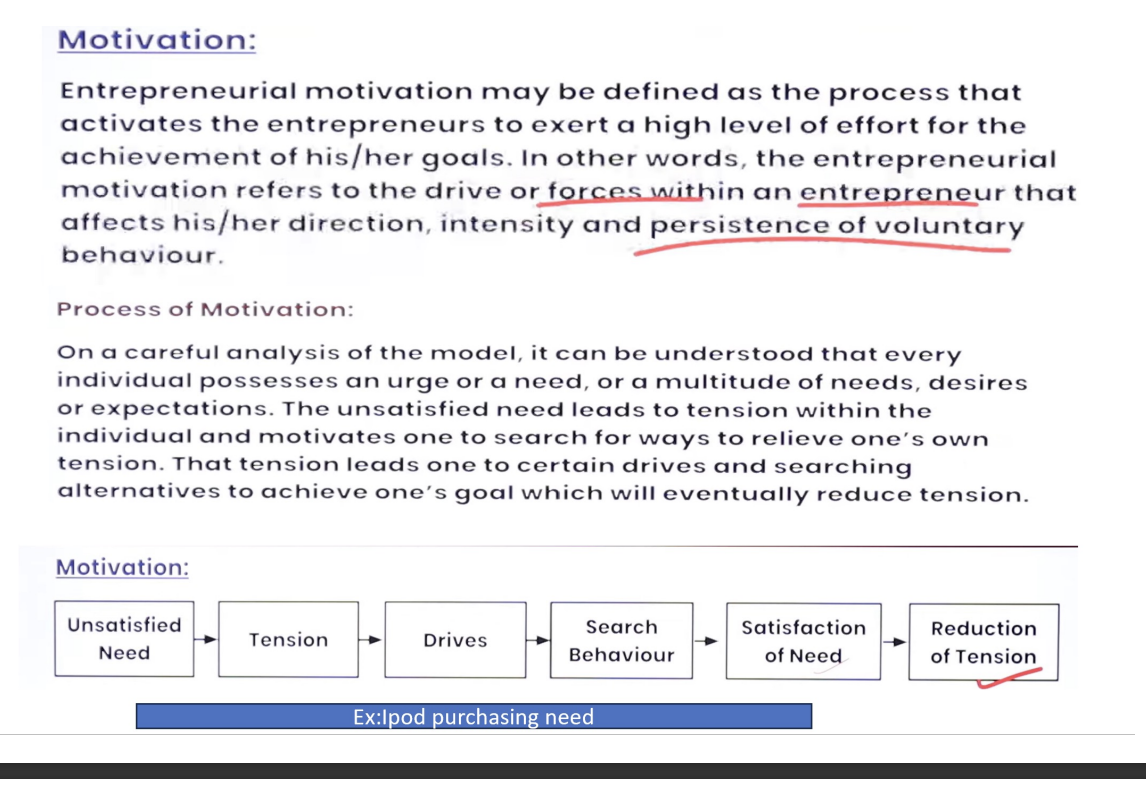 Motivation:
Entrepreneurial motivation may be defined as the process that
activates the entrepreneurs to exert a high level of effort for the
achievement of his/her goals. In other words, the entrepreneurial
motivation refers to the drive or forces within an entrepreneur that
affects his/her direction, intensity and persistence of voluntary
behaviour.
Process of Motivation:
On a careful analysis of the model, it can be understood that every
individual possesses an urge or a need, or a multitude of needs, desires
or expectations. The unsatisfied need leads to tension within the
individual and motivates one to search for ways to relieve one's own
tension. That tension leads one to certain drives and searching
alternatives to achieve one's goal which will eventually reduce tension.
Motivation:
Unsatisfied
Need
Tension
Drives
Search
Behaviour
Satisfaction
of Need
Reduction
of Tension
Ex:Ipod purchasing need